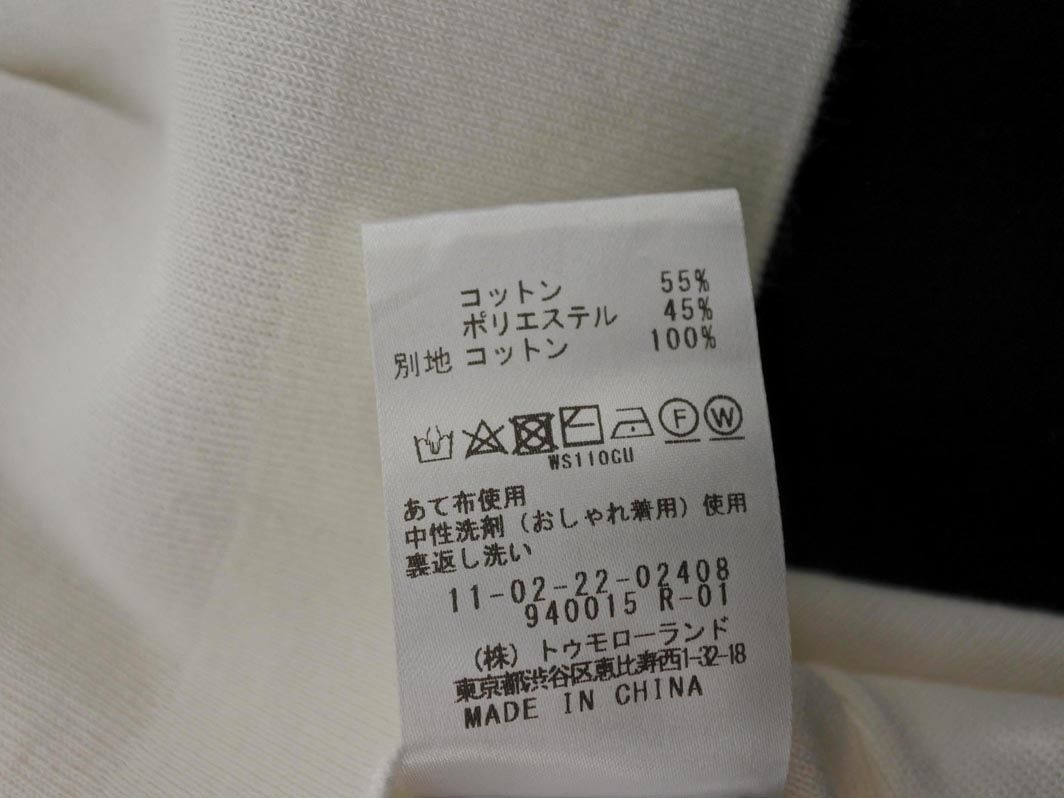 コットン 55%
ポリエステル 45%
別地 コットン 100%
F W
WS110CU
あて布使用
中性洗剤（おしゃれ着用）使用
裏返し洗い
11-02-22-02408
940015 R-01
（株）トゥモローランド
東京都渋谷区恵比寿西1-32-18
MADE IN CHINA